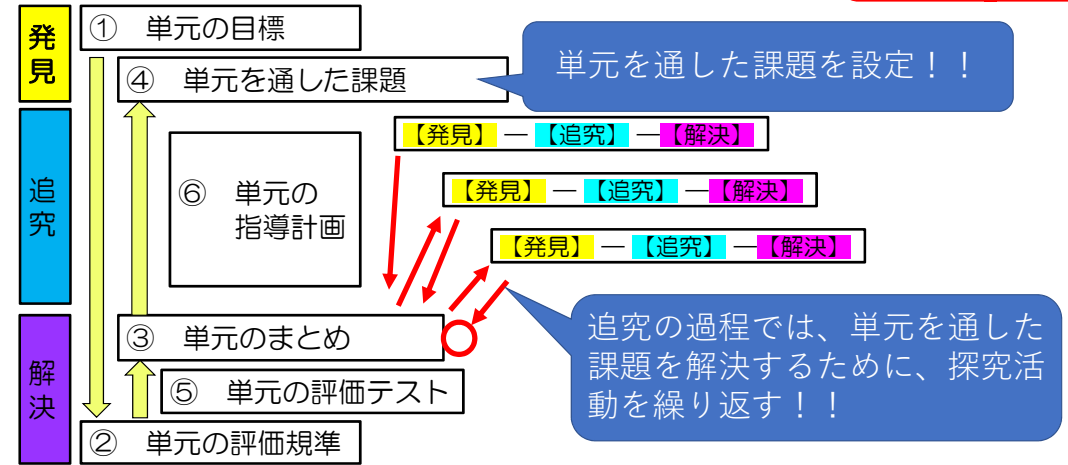 発見
① 単元の目標
④ 単元を通した課題
単元を通した課題を設定！！
追究
⑥ 単元の
指導計画
【発見】 ― 【追究】 ―【解決】
【発見】 ― 【追究】 ―【解決】
【発見】 ― 【追究】 ―【解決】
③ 単元のまとめ
追究の過程では、単元を通した
課題を解決するために、探究活
動を繰り返す！！
解決
⑤ 単元の評価テスト
② 単元の評価規準